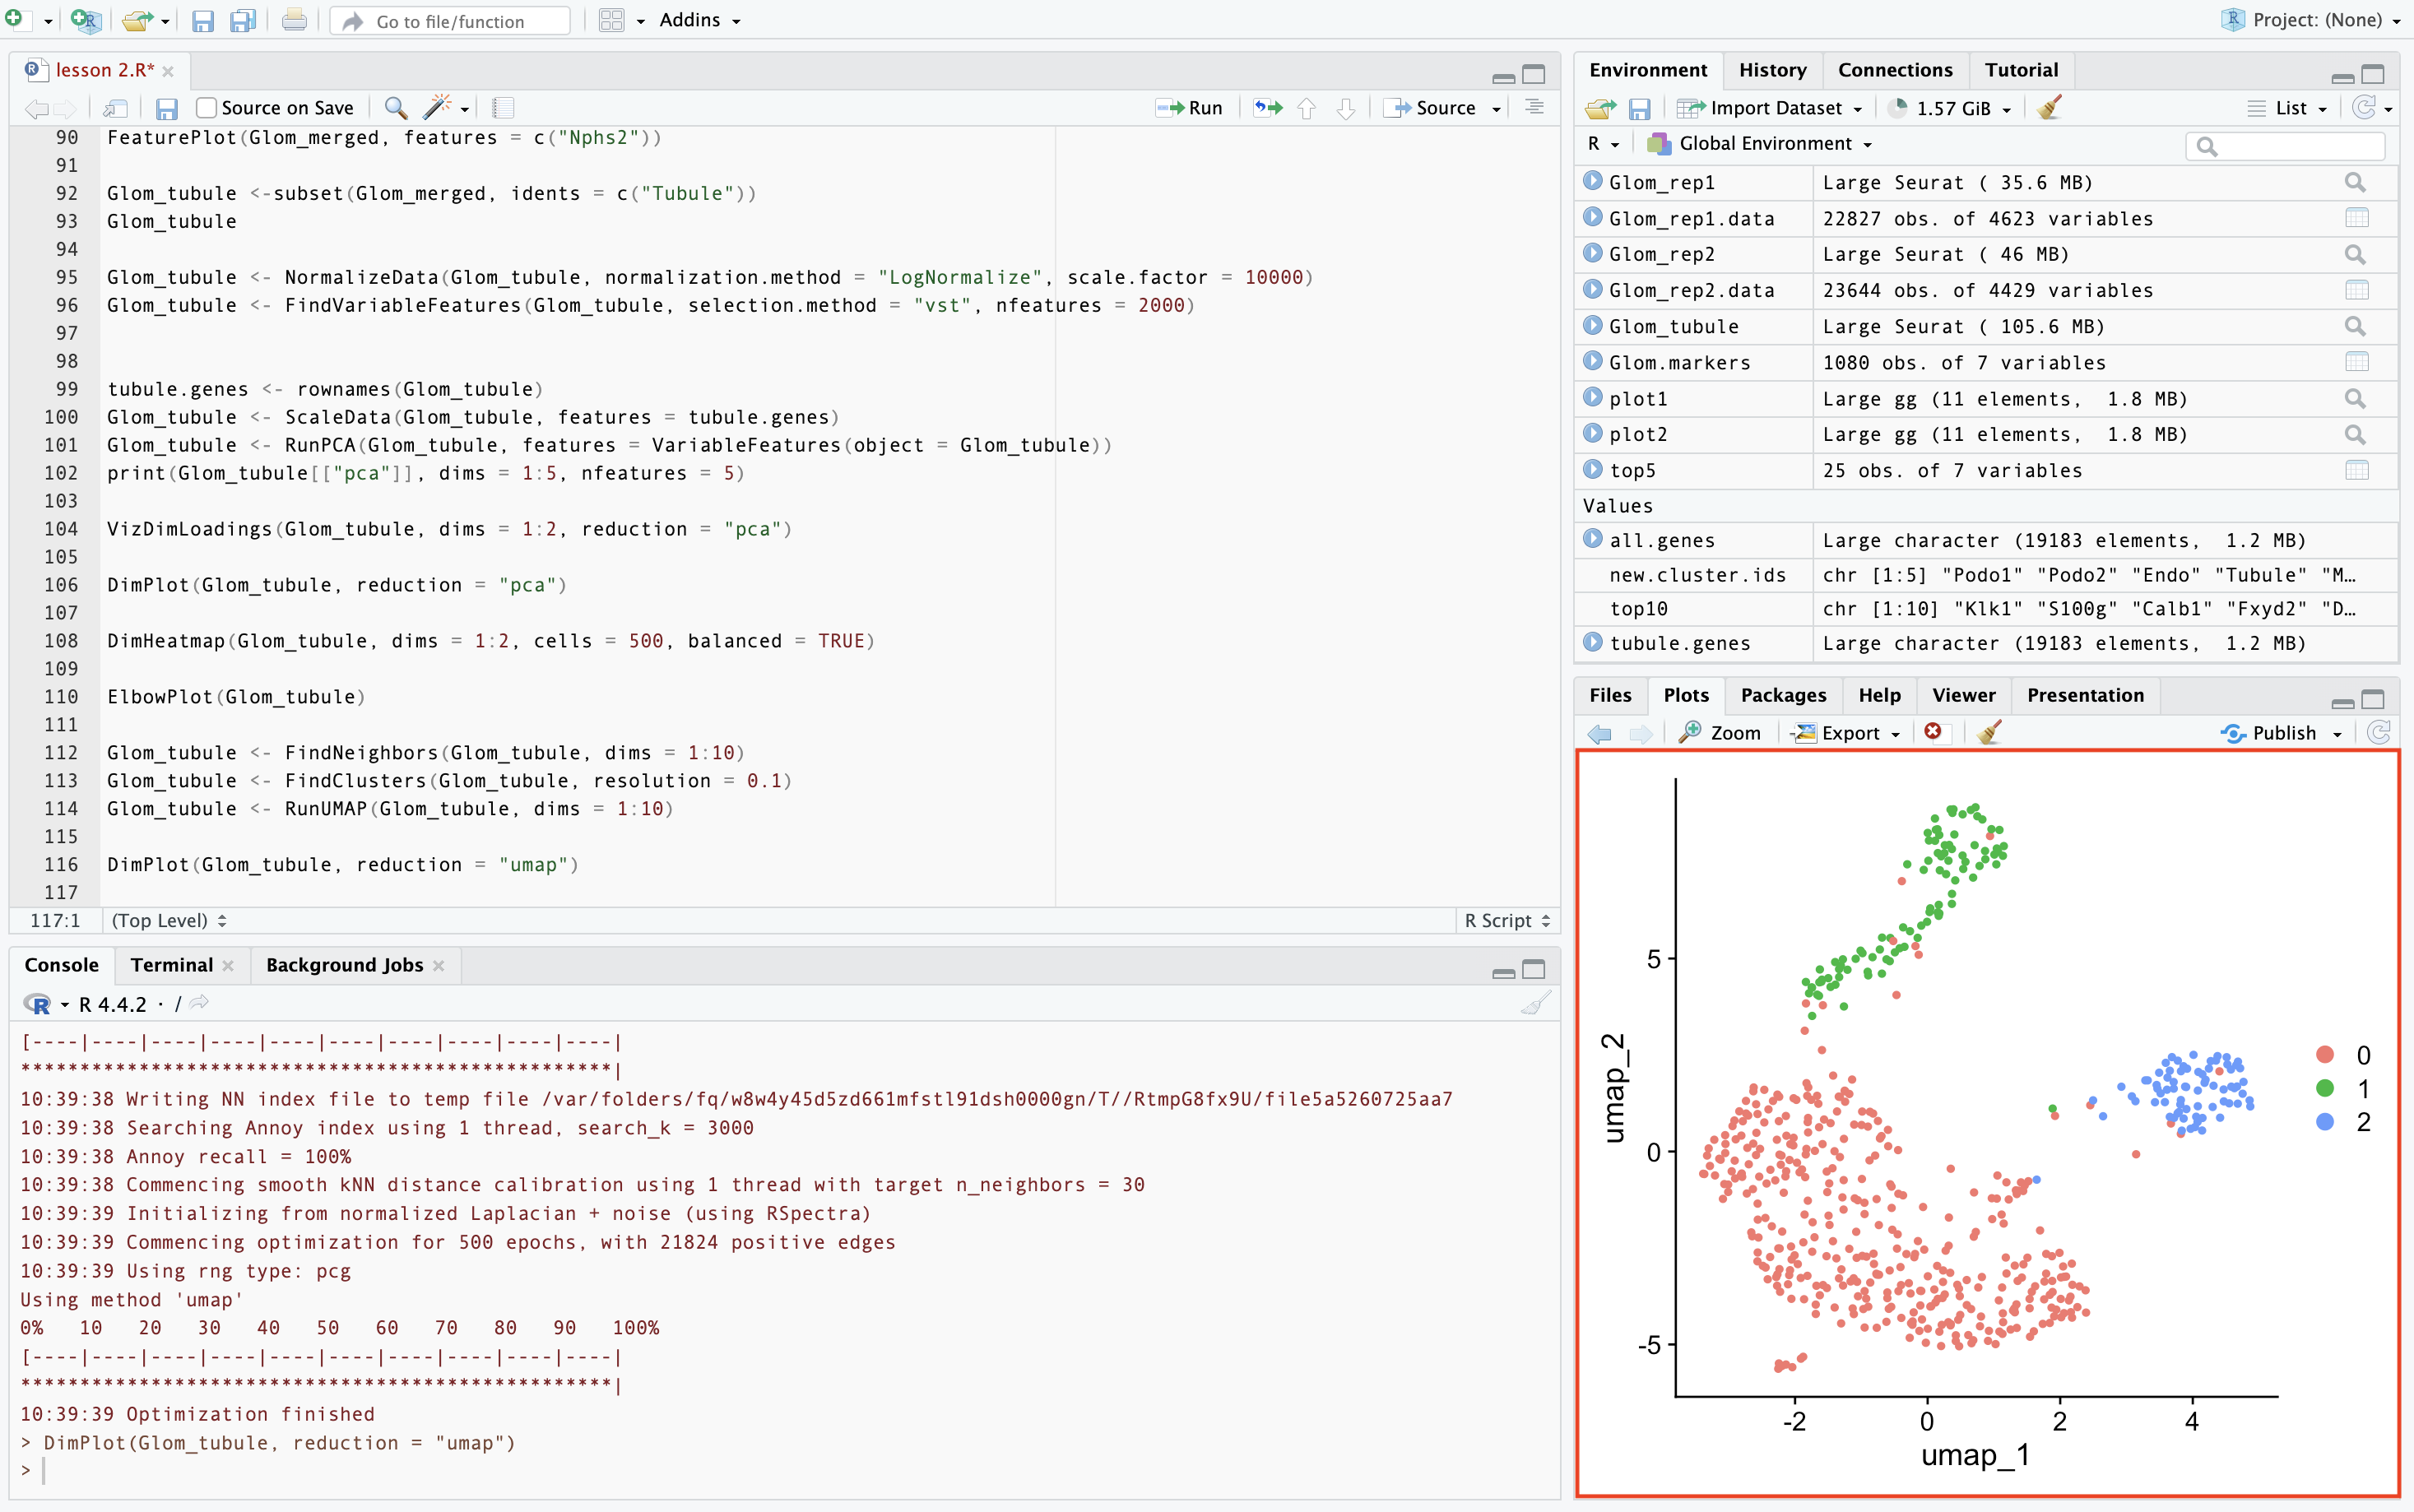 Go to file/function
Addins
Project: (None)
lesson 2.R*
Source on Save
Run
Source
90 FeaturePlot(Glom_merged, features = c("Nphs2"))
91
92 Glom_tubule <-subset(Glom_merged, idents = c("Tubule"))
93 Glom_tubule
94
95 Glom_tubule <- NormalizeData(Glom_tubule, normalization.method = "LogNormalize", scale.factor = 10000)
96 Glom_tubule <- FindVariableFeatures(Glom_tubule, selection.method = "vst", nfeatures = 2000)
97
98
99 tubule.genes <- rownames(Glom_tubule)
100 Glom_tubule <- ScaleData(Glom_tubule, features = tubule.genes)
101 Glom_tubule <- RunPCA(Glom_tubule, features = VariableFeatures(object = Glom_tubule))
102 print(Glom_tubule[["pca"]], dims = 1:5, nfeatures = 5)
103
104 VizDimLoadings(Glom_tubule, dims = 1:2, reduction = "pca")
105
106 DimPlot(Glom_tubule, reduction = "pca")
107
108 DimHeatmap(Glom_tubule, dims = 1:2, cells = 500, balanced = TRUE)
109
110 ElbowPlot(Glom_tubule)
111
112 Glom_tubule <- FindNeighbors(Glom_tubule, dims = 1:10)
113 Glom_tubule <- FindClusters(Glom_tubule, resolution = 0.1)
114 Glom_tubule <- RunUMAP(Glom_tubule, dims = 1:10)
115
116 DimPlot(Glom_tubule, reduction = "umap")
117
117:1 (Top Level) R Script
Console Terminal Background Jobs
R 4.4.2 · /
[----|----|----|----|----|----|----|----|----|----|
**************************************************|
10:39:38 Writing NN index file to temp file /var/folders/fq/w8w4y45d5zd661mfstl91dsh0000gn/T//RtmpG8fx9U/file5a5260725aa7
10:39:38 Searching Annoy index using 1 thread, search_k = 3000
10:39:38 Annoy recall = 100%
10:39:38 Commencing smooth kNN distance calibration using 1 thread with target n_neighbors = 30
10:39:39 Initializing from normalized Laplacian + noise (using RSpectra)
10:39:39 Commencing optimization for 500 epochs, with 21824 positive edges
10:39:39 Using rng type: pcg
Using method 'umap'
0% 10 20 30 40 50 60 70 80 90 100%
[----|----|----|----|----|----|----|----|----|----|
**************************************************|
10:39:39 Optimization finished
> DimPlot(Glom_tubule, reduction = "umap")
>
Environment History Connections Tutorial
Import Dataset 1.57 GiB List
R Global Environment
Glom_rep1 Large Seurat ( 35.6 MB)
Glom_rep1.data 22827 obs. of 4623 variables
Glom_rep2 Large Seurat ( 46 MB)
Glom_rep2.data 23644 obs. of 4429 variables
Glom_tubule Large Seurat ( 105.6 MB)
Glom.markers 1080 obs. of 7 variables
plot1 Large gg (11 elements, 1.8 MB)
plot2 Large gg (11 elements, 1.8 MB)
top5 25 obs. of 7 variables
Values
all.genes Large character (19183 elements, 1.2 MB)
new.cluster.ids chr [1:5] "Podo1" "Podo2" "Endo" "Tubule" "M…
top10 chr [1:10] "Klk1" "S100g" "Calb1" "Fxyd2" "D…
tubule.genes Large character (19183 elements, 1.2 MB)
Files Plots Packages Help Viewer Presentation
Zoom Export Publish
5
0
-5
umap_2
-2 0 2 4
umap_1
0
1
2